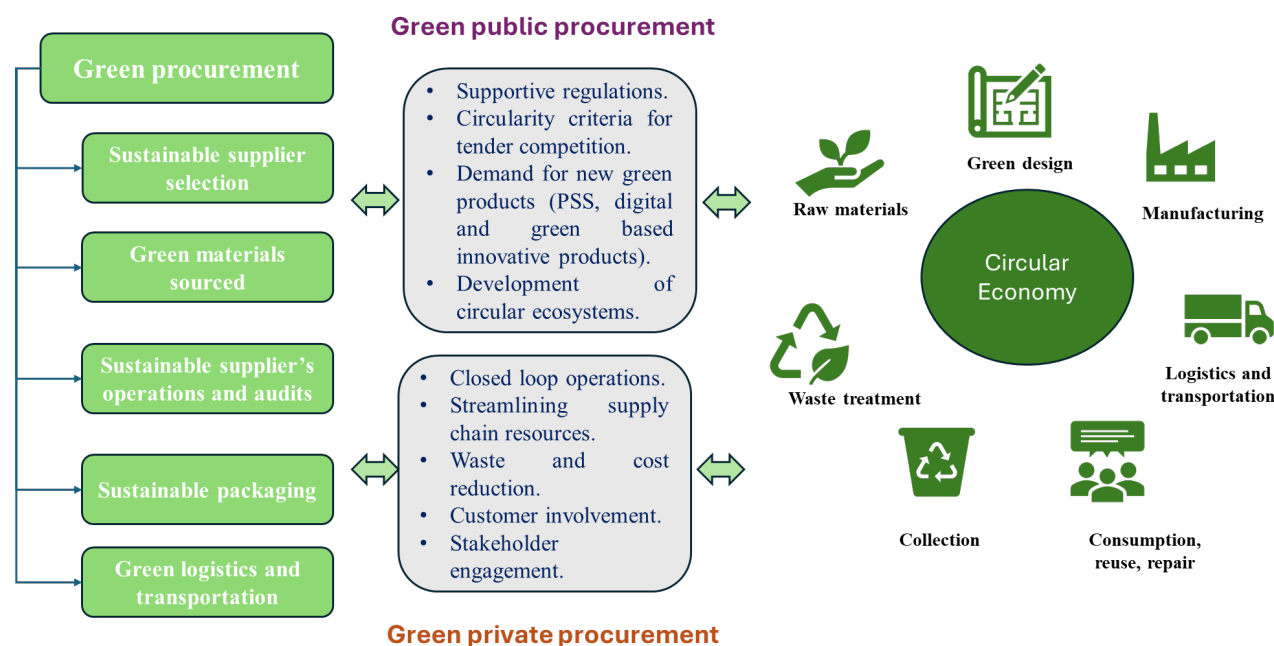 Green public procurement
Green procurement
Sustainable supplier
selection
Green materials
sourced
Sustainable supplier’s
operations and audits
Sustainable packaging
Green logistics and
transportation
• Supportive regulations.
• Circularity criteria for
tender competition.
• Demand for new green
products (PSS, digital
and green based
innovative products).
• Development of
circular ecosystems.
• Closed loop operations.
• Streamlining supply
chain resources.
• Waste and cost
reduction.
• Customer involvement.
• Stakeholder
engagement.
Green private procurement
Green design
Raw materials
Manufacturing
Circular
Economy
Logistics and
transportation
Waste treatment
Collection
Consumption,
reuse, repair